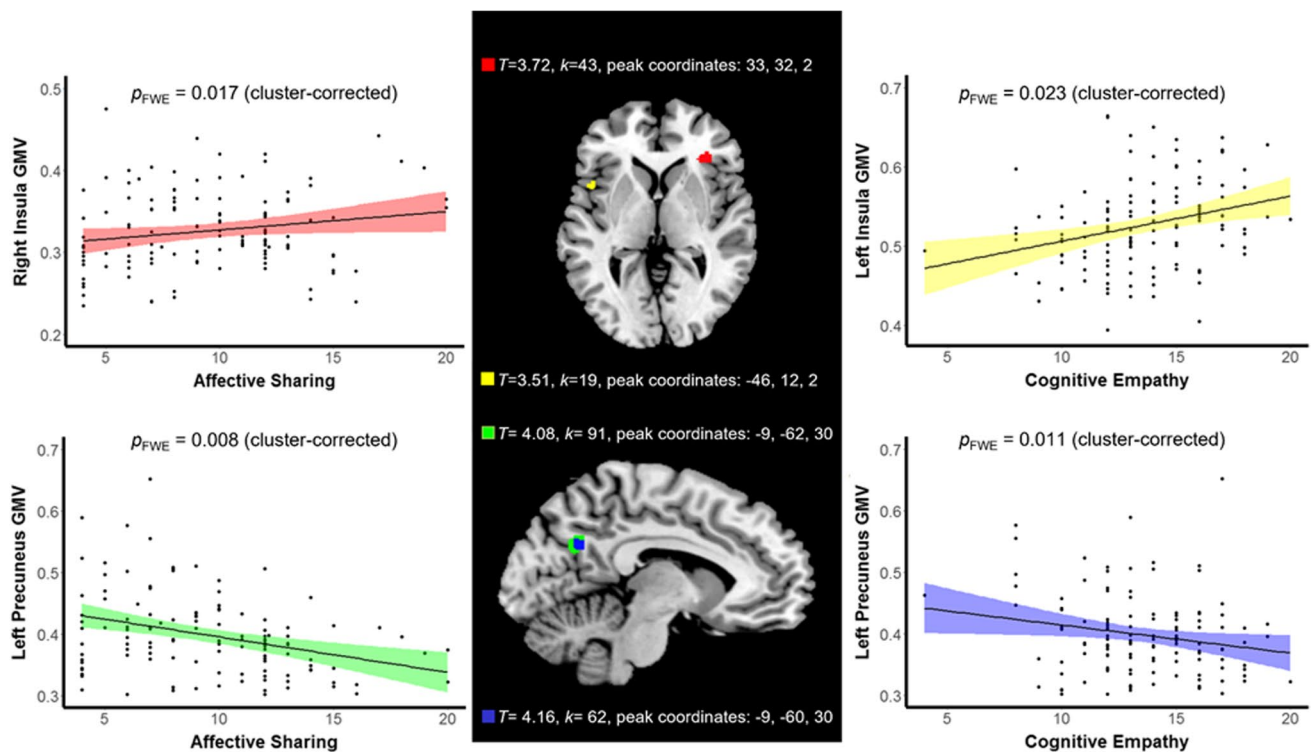 p_FWE = 0.017 (cluster-corrected)
Right Insula GMV
0.5
0.4
0.3
0.2
5 10 15 20
Affective Sharing
T=3.72, k=43, peak coordinates: 33, 32, 2
T=3.51, k=19, peak coordinates: -46, 12, 2
p_FWE = 0.023 (cluster-corrected)
Left Insula GMV
0.7
0.6
0.5
0.4
5 10 15 20
Cognitive Empathy
p_FWE = 0.008 (cluster-corrected)
Left Precuneus GMV
0.7
0.6
0.5
0.4
0.3
5 10 15 20
Affective Sharing
T= 4.08, k= 91, peak coordinates: -9, -62, 30
T= 4.16, k= 62, peak coordinates: -9, -60, 30
p_FWE = 0.011 (cluster-corrected)
Left Precuneus GMV
0.7
0.6
0.5
0.4
0.3
5 10 15 20
Cognitive Empathy